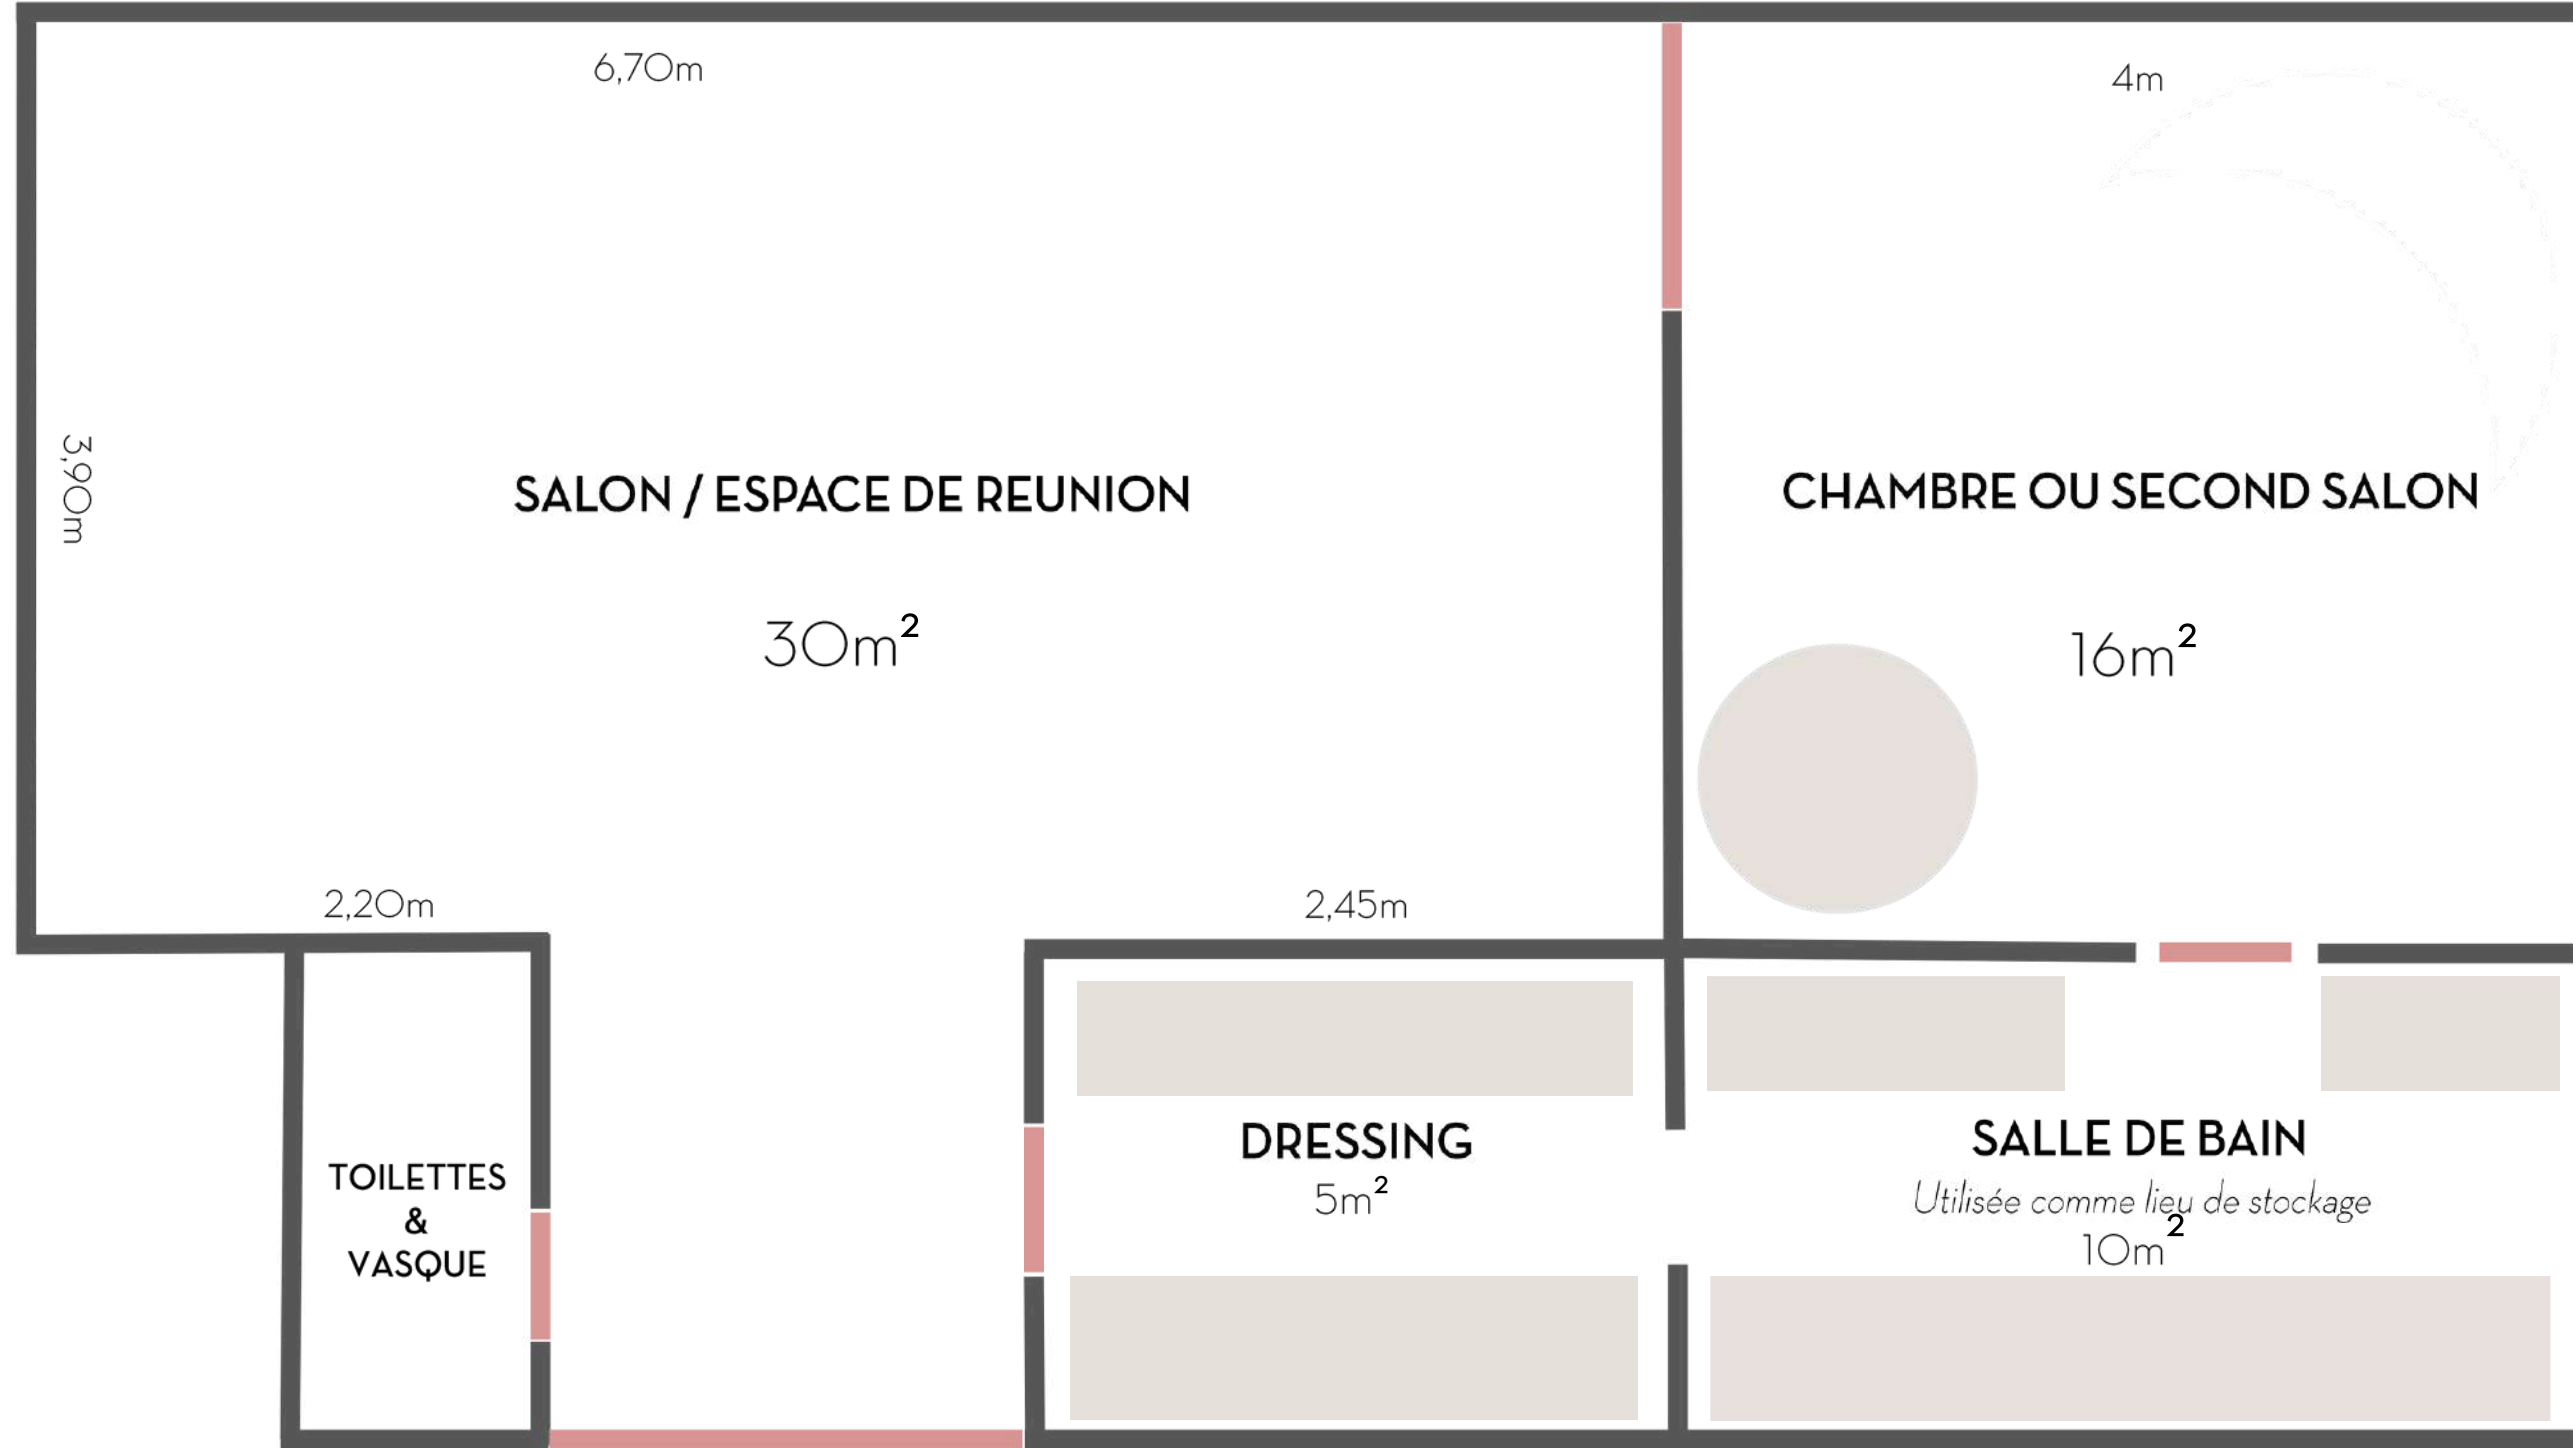 6,70m
4m
3,90m
SALON / ESPACE DE REUNION
30m²
CHAMBRE OU SECOND SALON
16m²
2,20m
2,45m
TOILETTES
&
VASQUE
DRESSING
5m²
SALLE DE BAIN
Utilisée comme lieu de stockage
10m²